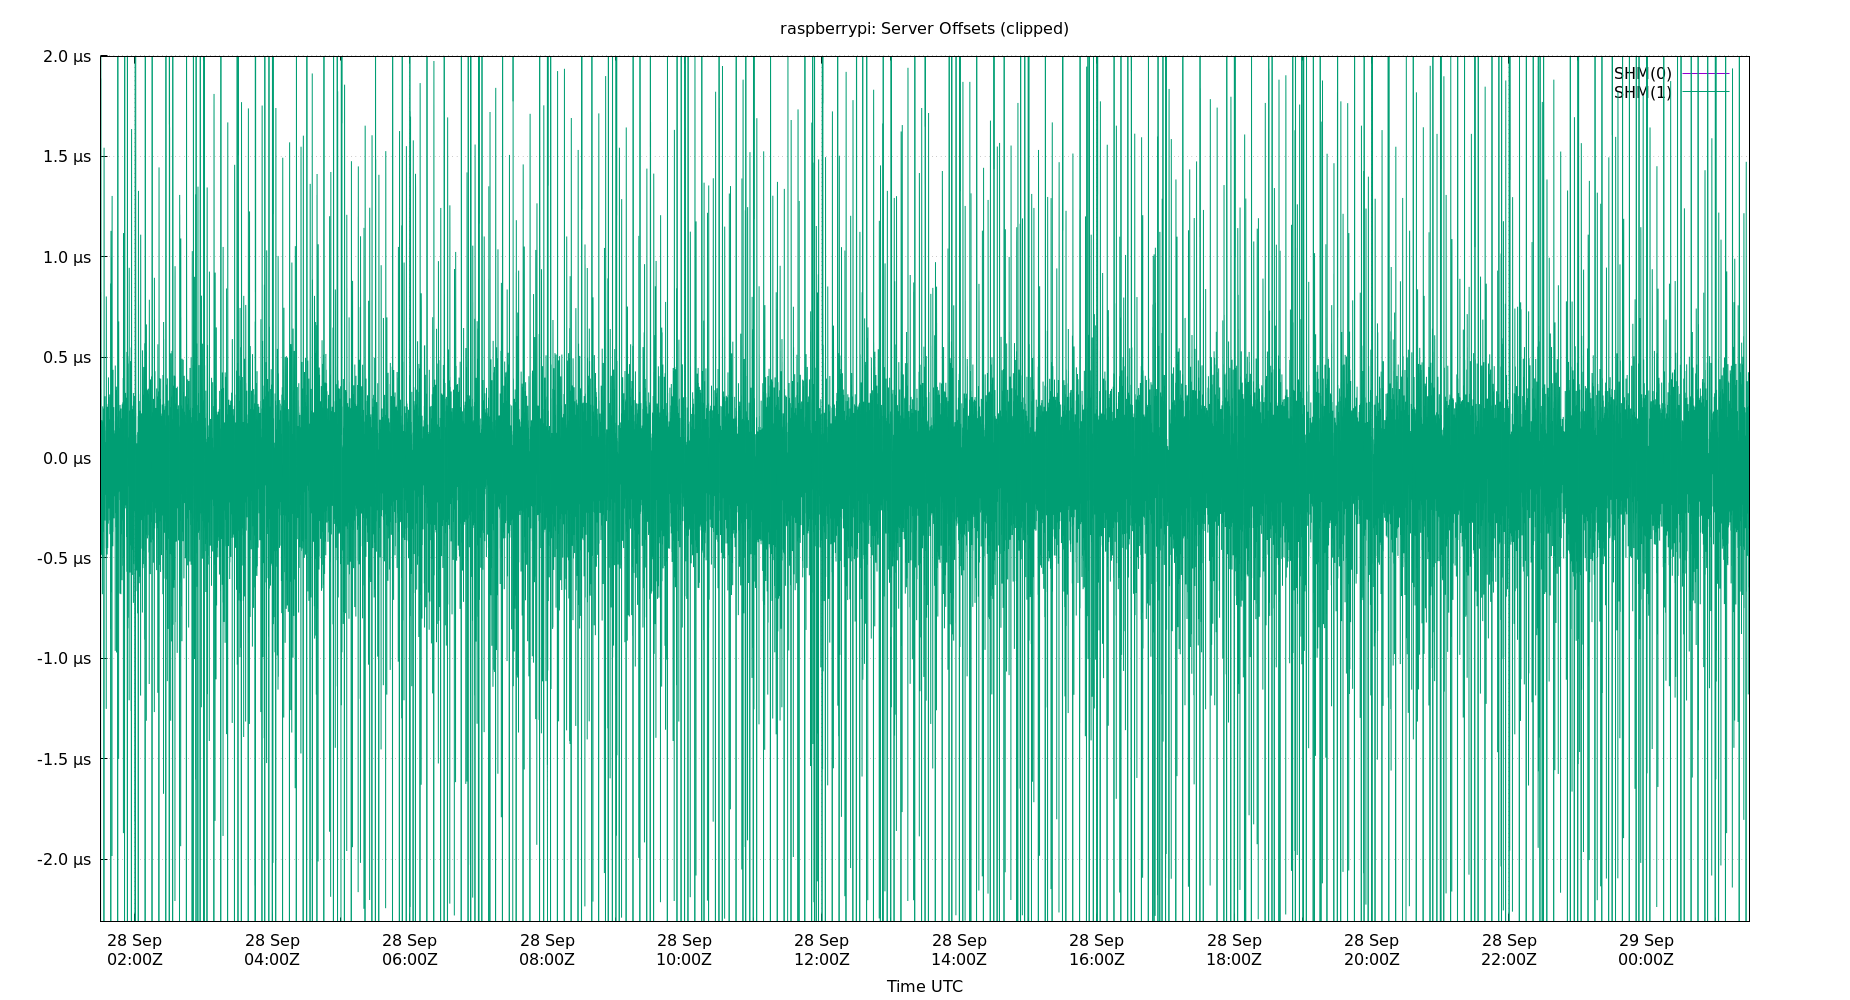 raspberrypi: Server Offsets (clipped)
2.0 µs
1.5 µs
1.0 µs
0.5 µs
0.0 µs
-0.5 µs
-1.0 µs
-1.5 µs
-2.0 µs
SHM(0)
SHM(1)
28 Sep 28 Sep 28 Sep 28 Sep 28 Sep 28 Sep 28 Sep 28 Sep 28 Sep 28 Sep 28 Sep 29 Sep
02:00Z 04:00Z 06:00Z 08:00Z 10:00Z 12:00Z 14:00Z 16:00Z 18:00Z 20:00Z 22:00Z 00:00Z
Time UTC